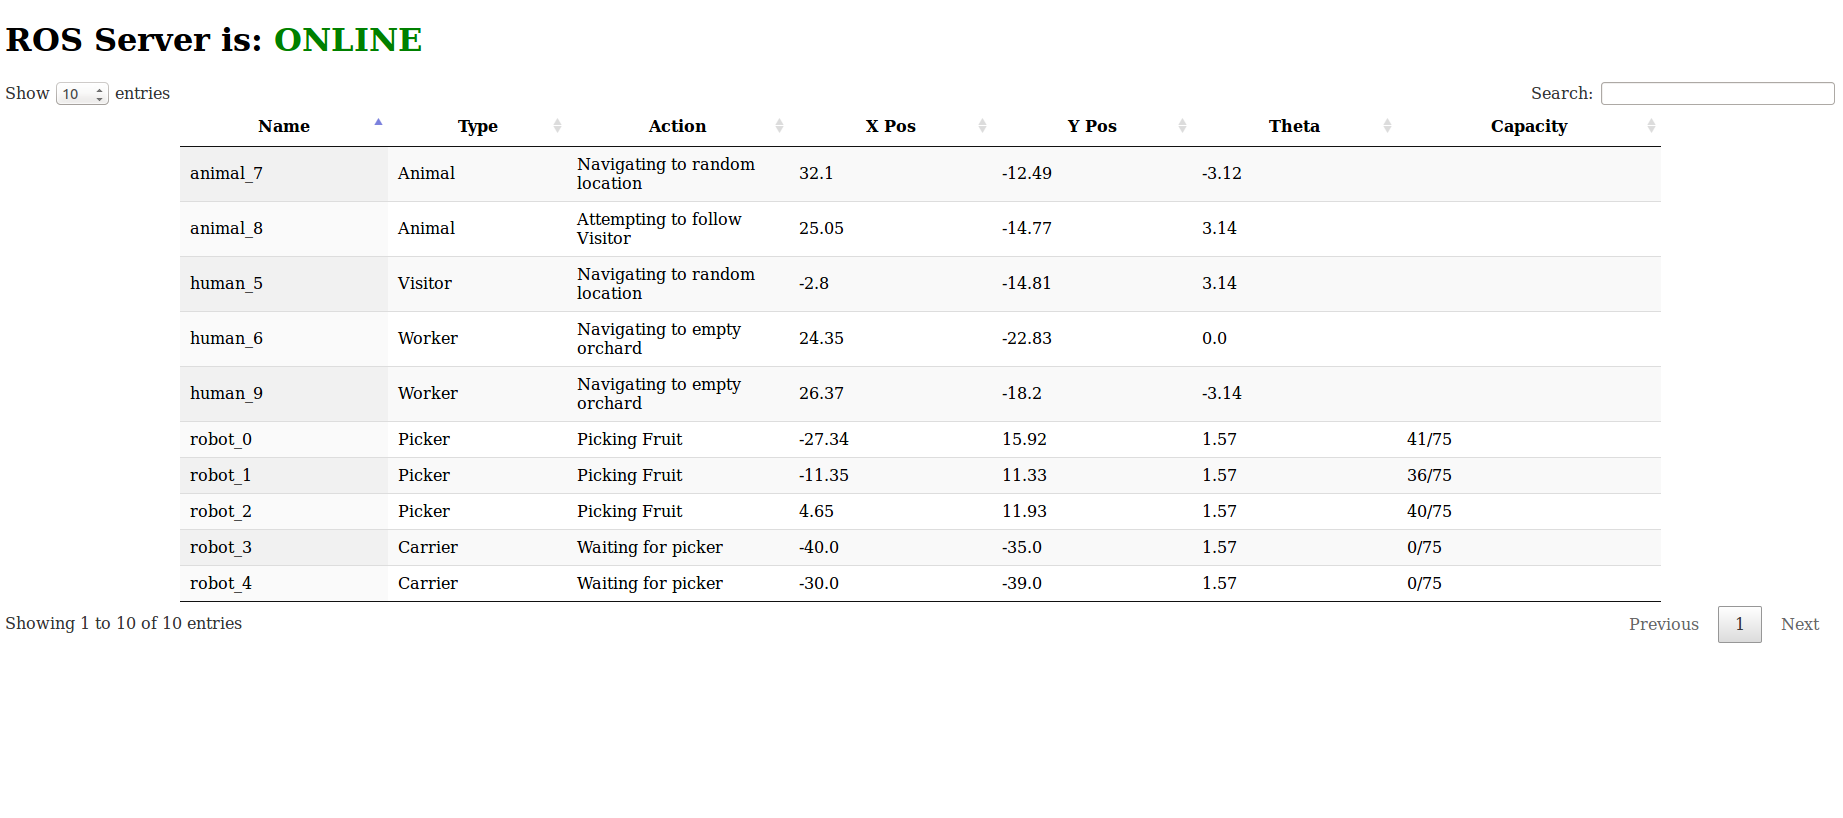 ROS Server is: ONLINE
Show 10 entries Search:
Name Type Action X Pos Y Pos Theta Capacity
animal_7 Animal Navigating to random location 32.1 -12.49 -3.12
animal_8 Animal Attempting to follow Visitor 25.05 -14.77 3.14
human_5 Visitor Navigating to random location -2.8 -14.81 3.14
human_6 Worker Navigating to empty orchard 24.35 -22.83 0.0
human_9 Worker Navigating to empty orchard 26.37 -18.2 -3.14
robot_0 Picker Picking Fruit -27.34 15.92 1.57 41/75
robot_1 Picker Picking Fruit -11.35 11.33 1.57 36/75
robot_2 Picker Picking Fruit 4.65 11.93 1.57 40/75
robot_3 Carrier Waiting for picker -40.0 -35.0 1.57 0/75
robot_4 Carrier Waiting for picker -30.0 -39.0 1.57 0/75
Showing 1 to 10 of 10 entries Previous 1 Next